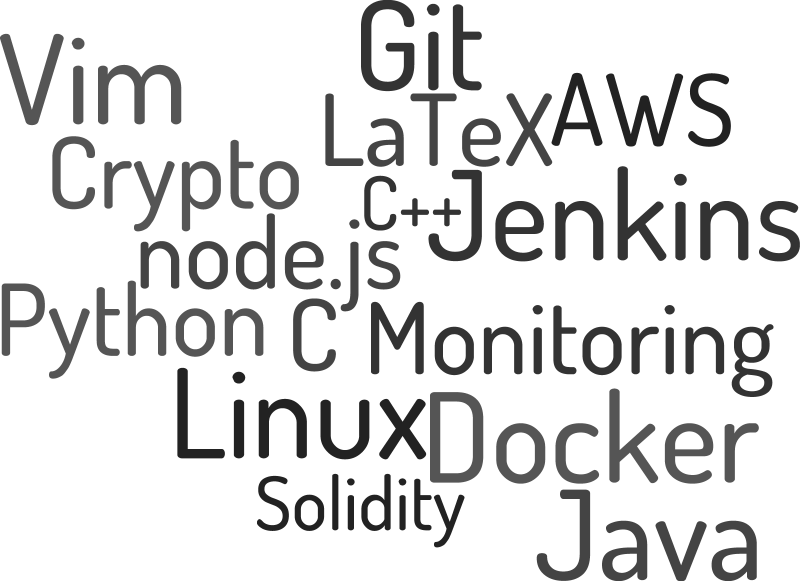 Git
Vim
AWS
LaTeX
Crypto
C++
Jenkins
node.js
Python
C
Monitoring
Linux
Docker
Solidity
Java